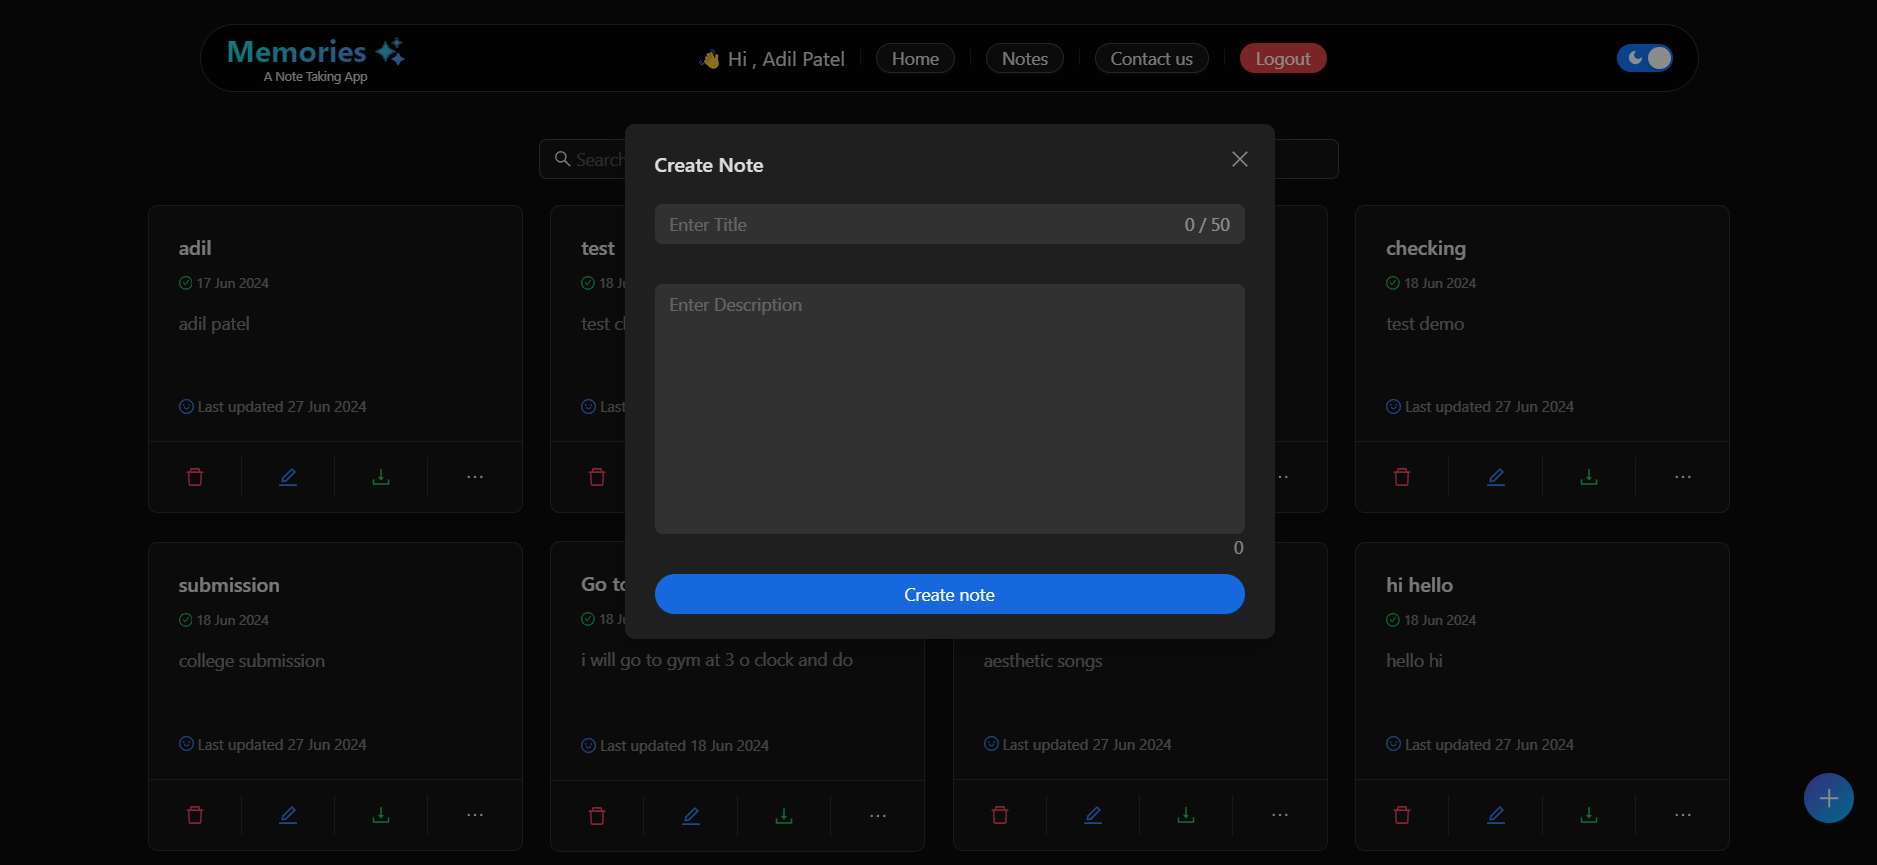 Memories
A Note Taking App
Hi , Adil Patel
Home
Notes
Contact us
Logout
Search
Create Note
Enter Title
0 / 50
Enter Description
0
Create note
adil
17 Jun 2024
adil patel
Last updated 27 Jun 2024
test
18
test
Last
checking
18 Jun 2024
test demo
Last updated 27 Jun 2024
submission
18 Jun 2024
college submission
Last updated 27 Jun 2024
Go to
18
i will go to gym at 3 o clock and do
Last updated 18 Jun 2024
aesthetic songs
Last updated 27 Jun 2024
hi hello
18 Jun 2024
hello hi
Last updated 27 Jun 2024